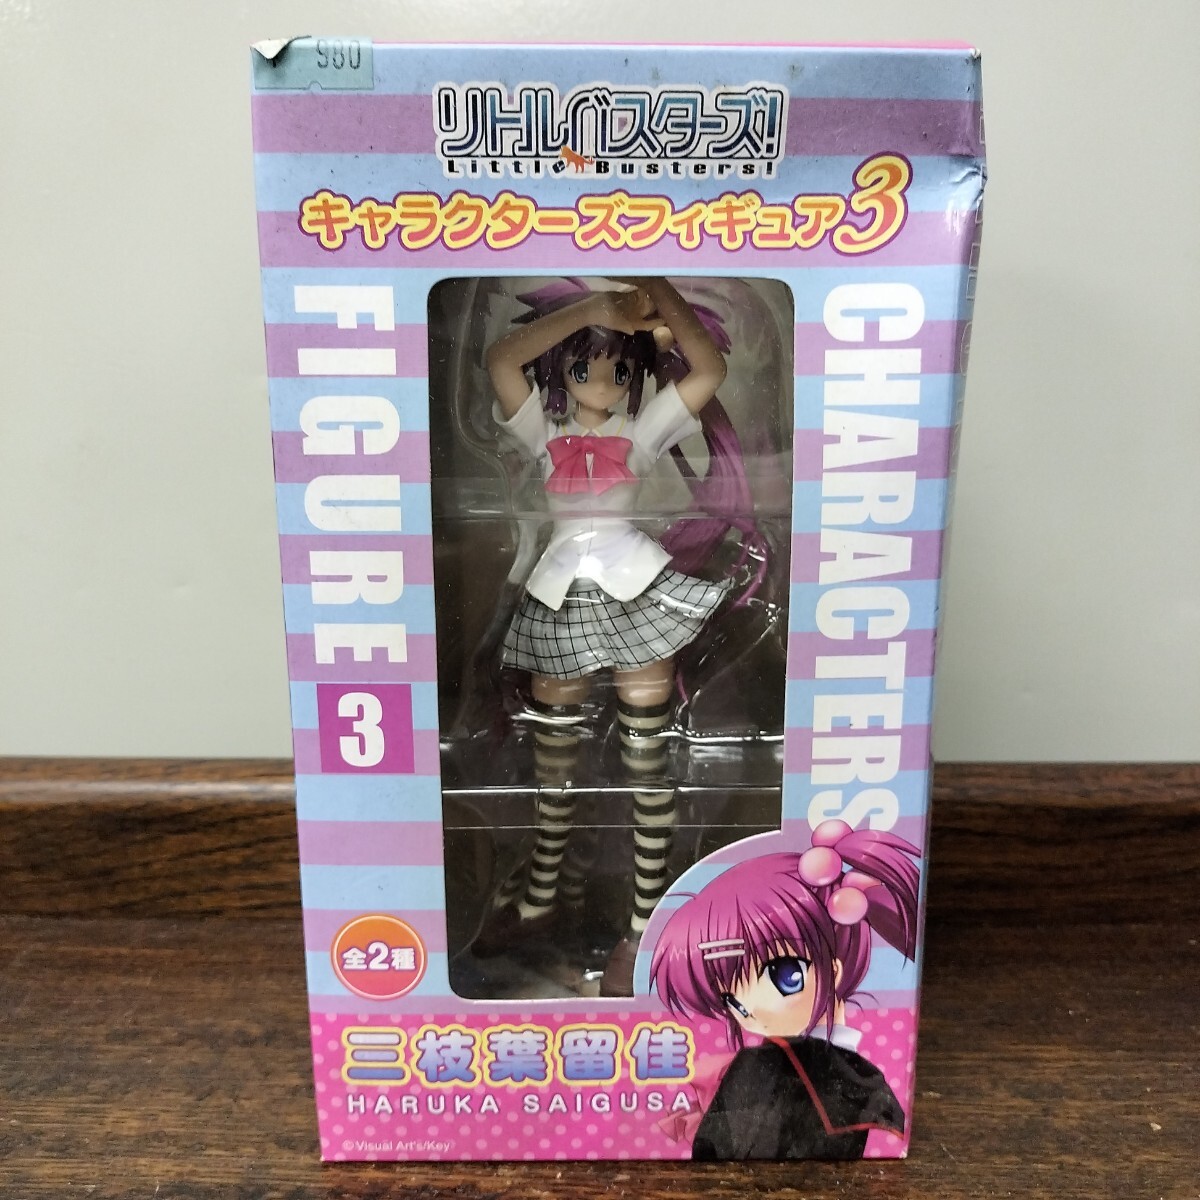 980
リトルバスターズ!
Little Busters!
キャラクターズフィギュア3
FIGURE 3
CHARACTERS
全2種
三枝葉留佳
HARUKA SAIGUSA
©Visual Art's/Key